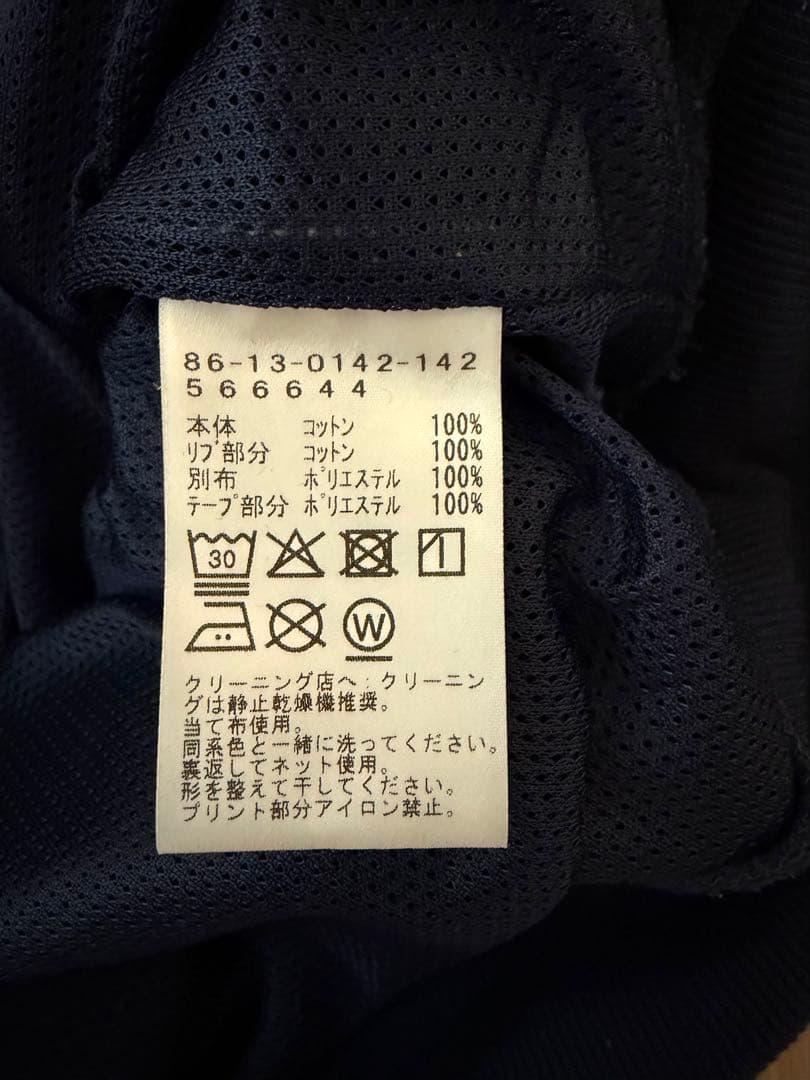 86-13-0142-142
566644
本体 コットン 100%
リブ部分 コットン 100%
別布 ポリエステル 100%
テープ部分 ポリエステル 100%
30
W
クリーニング店へ:クリーニン
グは静止乾燥機推奨。
当て布使用。
同系色と一緒に洗ってください。
裏返してネット使用。
形を整えて干してください。
プリント部分アイロン禁止。